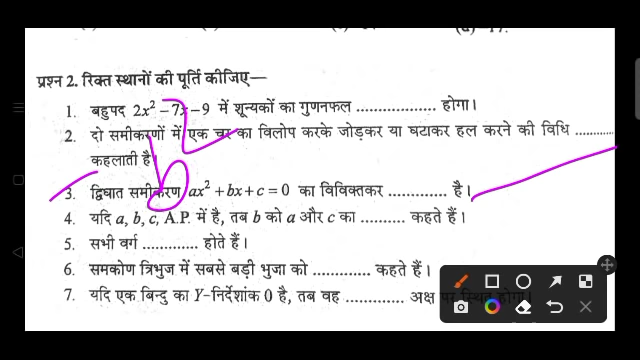 प्रश्न 2. रिक्त स्थानों की पूर्ति कीजिए—
1. बहुपद 2x² – 7x – 9 में शून्यकों का गुणनफल ................ होगा।
2. दो समीकरणों में एक चर का विलोप करके जोड़कर या घटाकर हल करने की विधि ...........
कहलाती है।
3. द्विघात समीकरण ax² + bx + c = 0 का विविक्तकर ............ है।
4. यदि a, b, c, A.P. में है, तब b को a और c का ......... कहते हैं।
5. सभी वर्ग ............ होते हैं।
6. समकोण त्रिभुज में सबसे बड़ी भुजा को ............ कहते हैं।
7. यदि एक बिन्दु का Y-निर्देशांक 0 है, तब वह ............ अक्ष पर स्थित होगा।